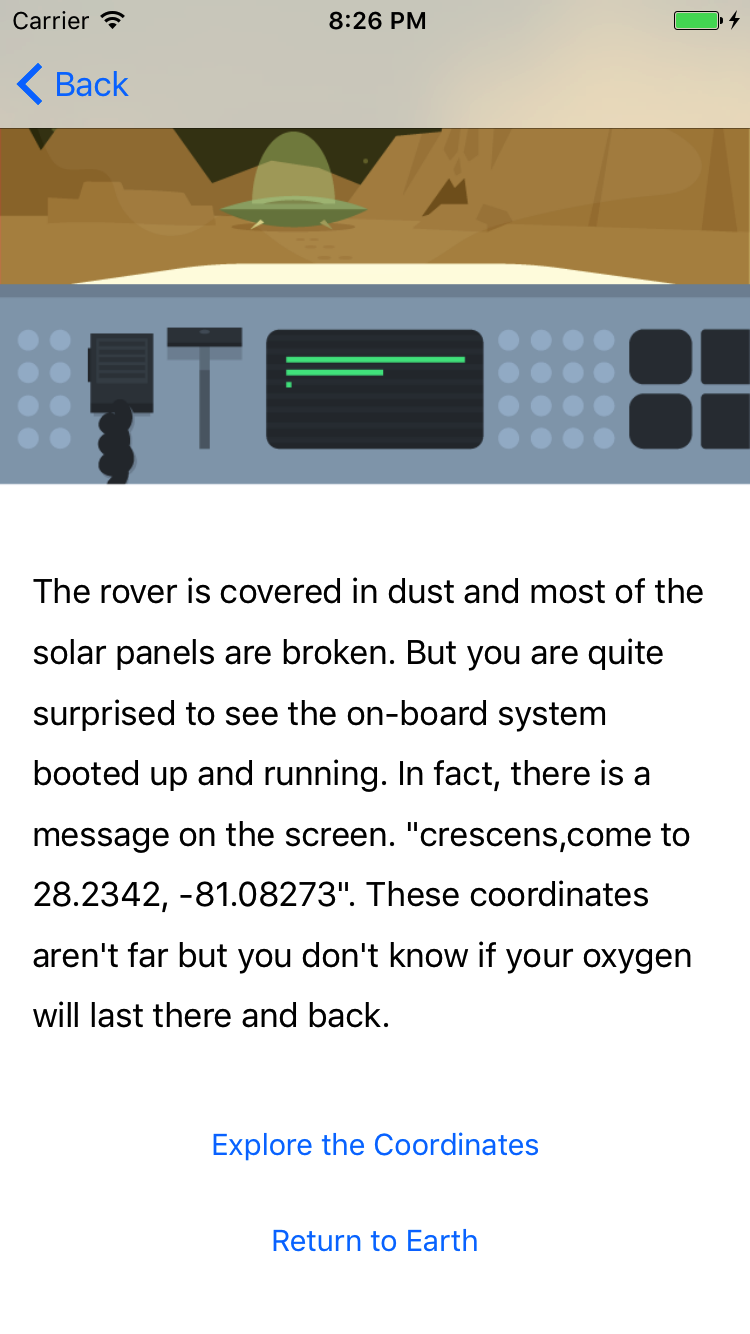 Carrier 8:26 PM
Back
The rover is covered in dust and most of the
solar panels are broken. But you are quite
surprised to see the on-board system
booted up and running. In fact, there is a
message on the screen. "crescens,come to
28.2342, -81.08273". These coordinates
aren't far but you don't know if your oxygen
will last there and back.
Explore the Coordinates
Return to Earth